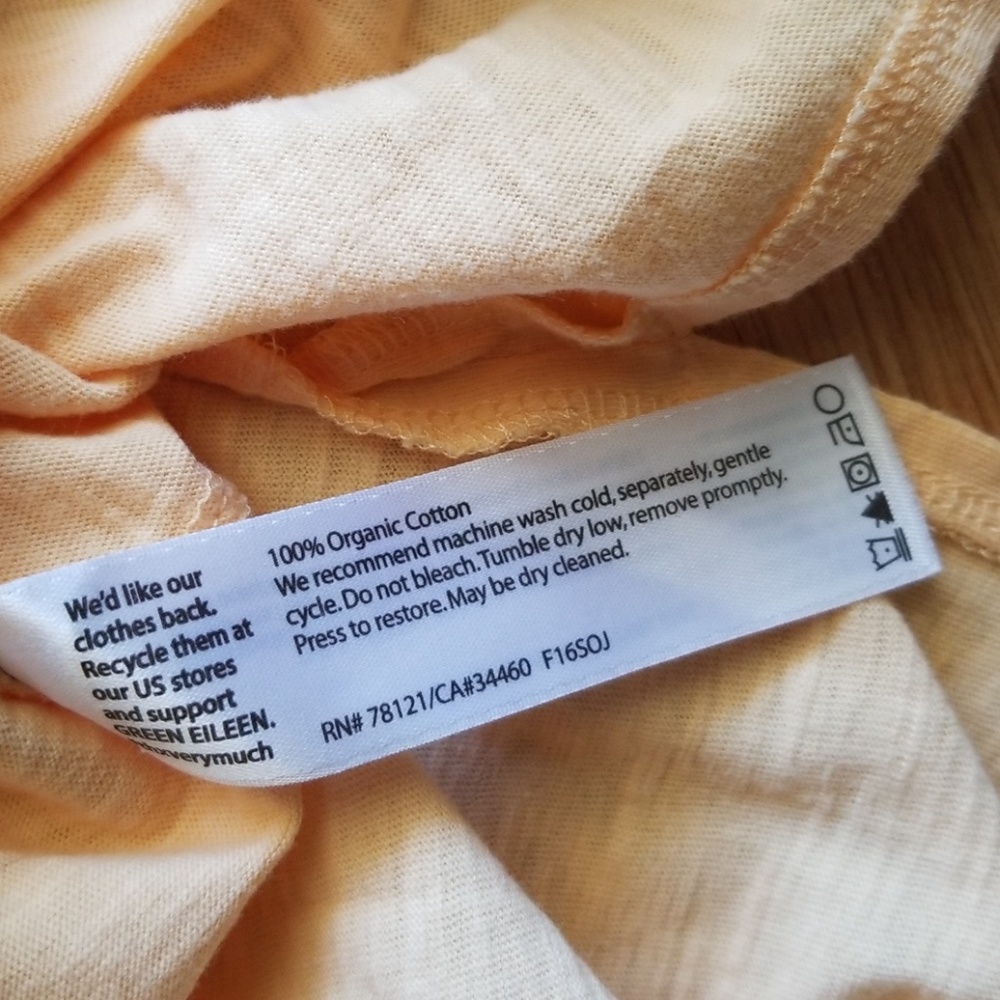 We'd like our
clothes back.
Recycle them at
our US stores
and support
GREEN EILEEN.
verymuch
100% Organic Cotton
We recommend machine wash cold, separately, gentle
cycle. Do not bleach. Tumble dry low, remove promptly.
Press to restore. May be dry cleaned.
RN# 78121/CA#34460 F16SOJ